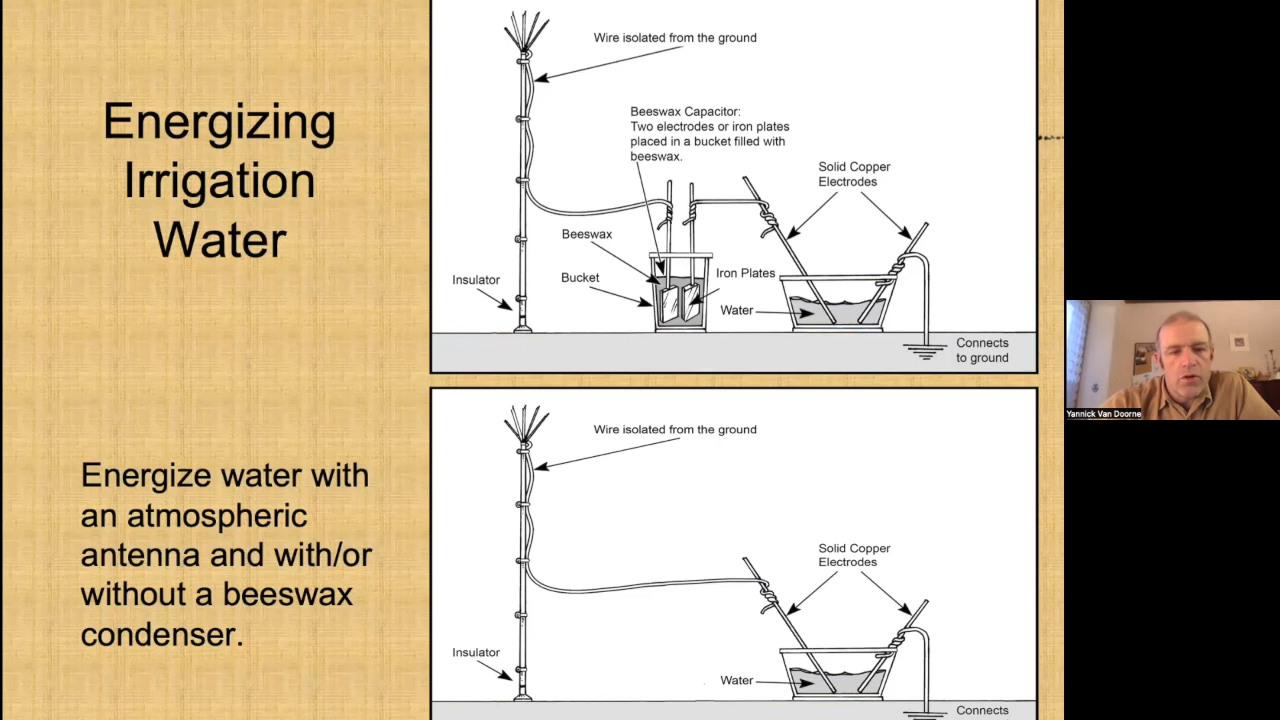 Energizing
Irrigation
Water
Energize water with
an atmospheric
antenna and with/or
without a beeswax
condenser.
Wire isolated from the ground
Beeswax Capacitor:
Two electrodes or iron plates
placed in a bucket filled with
beeswax.
Solid Copper
Electrodes
Beeswax
Insulator
Bucket
Iron Plates
Water
Connects
to ground
Wire isolated from the ground
Solid Copper
Electrodes
Insulator
Water
Connects
Yannick Van Doorne